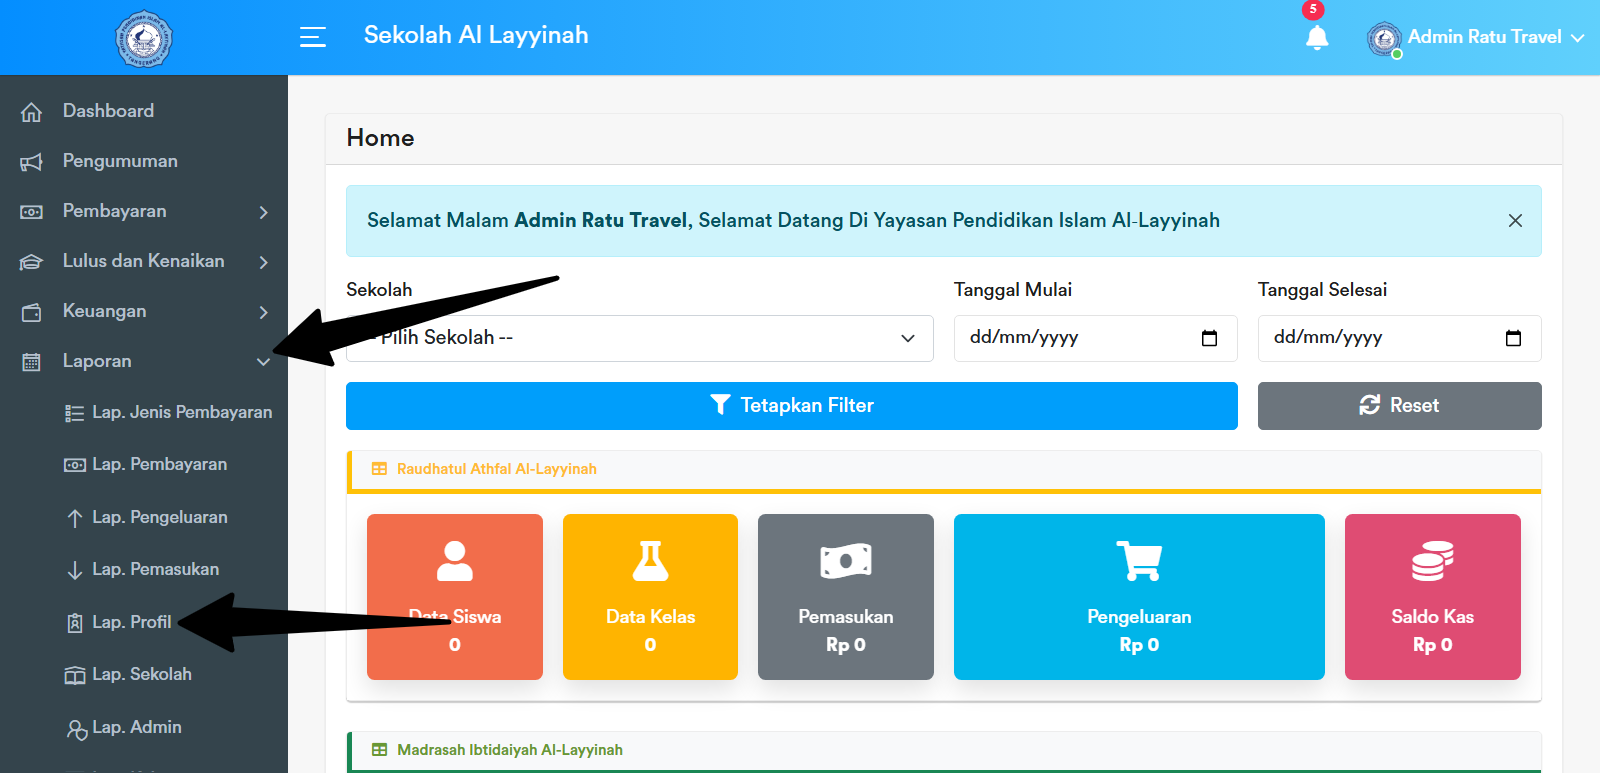 Sekolah Al Layyinah
5
Admin Ratu Travel
Dashboard
Pengumuman
Pembayaran
Lulus dan Kenaikan
Keuangan
Laporan
Lap. Jenis Pembayaran
Lap. Pembayaran
Lap. Pengeluaran
Lap. Pemasukan
Lap. Profil
Lap. Sekolah
Lap. Admin
Home
Selamat Malam Admin Ratu Travel, Selamat Datang Di Yayasan Pendidikan Islam Al-Layyinah
Sekolah
Tanggal Mulai
Tanggal Selesai
Pilih Sekolah --
dd/mm/yyyy
dd/mm/yyyy
Tetapkan Filter
Reset
Raudhatul Athfal Al-Layyinah
Data Siswa
0
Data Kelas
0
Pemasukan
Rp 0
Pengeluaran
Rp 0
Saldo Kas
Rp 0
Madrasah Ibtidaiyah Al-Layyinah